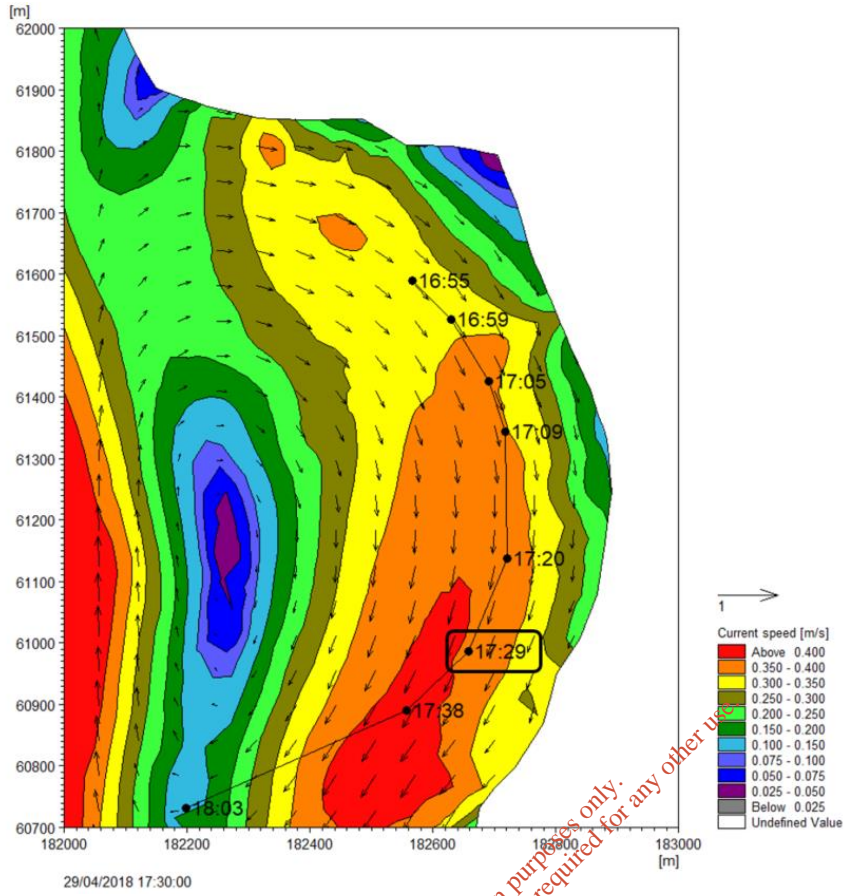 [m]
62000
61900
61800
61700
61600
61500
61400
61300
61200
61100
61000
60900
60800
60700
16:55
16:59
17:05
17:09
17:20
17:29
17:38
18:03
182000
182200
182400
182600
182800
183000
[m]
1
Current speed [m/s]
Above 0.400
0.350 - 0.400
0.300 - 0.350
0.250 - 0.300
0.200 - 0.250
0.150 - 0.200
0.100 - 0.150
0.075 - 0.100
0.050 - 0.075
0.025 - 0.050
Below 0.025
Undefined Value
purposes only.
required for any other use.
29/04/2018 17:30:00